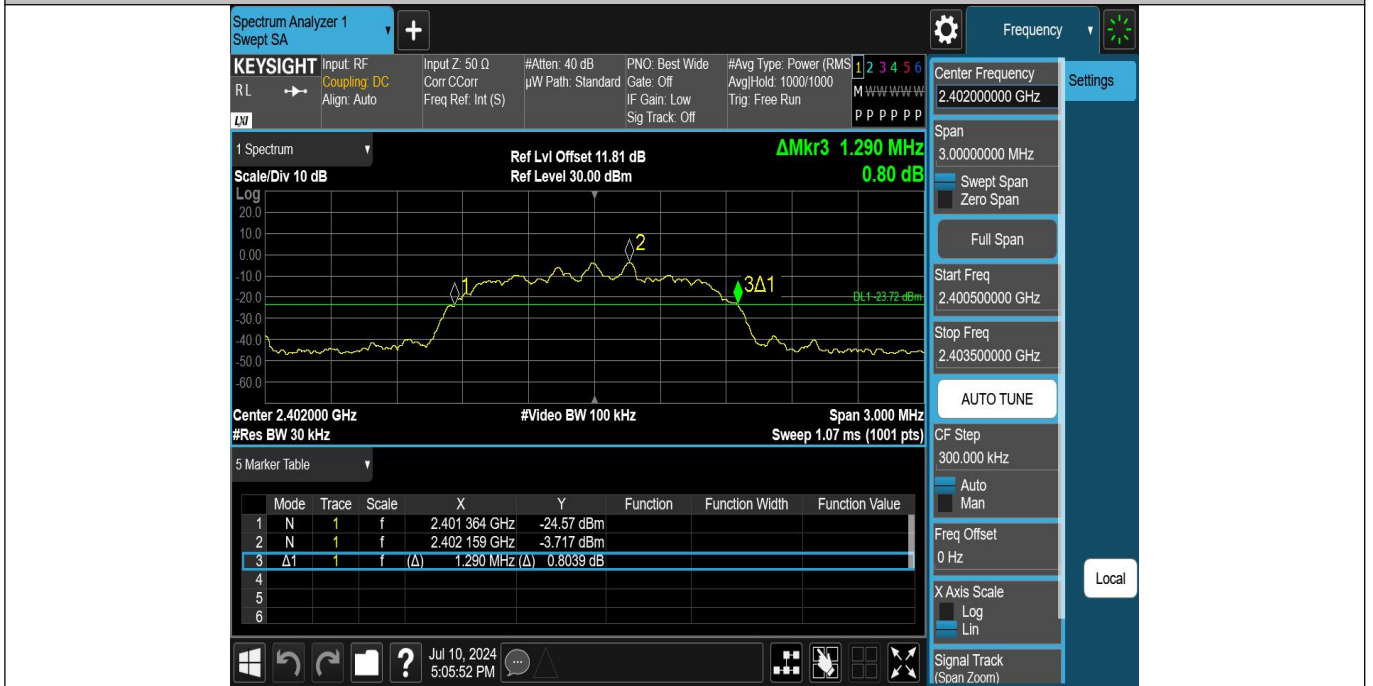 Spectrum Analyzer 1
Swept SA
+
Frequency
KEYSIGHT
RL
LXI
Input: RF
Coupling: DC
Align: Auto
Input Z: 50 Ω
Corr CCorr
Freq Ref: Int (S)
#Atten: 40 dB
µW Path: Standard
PNO: Best Wide
Gate: Off
IF Gain: Low
Sig Track: Off
#Avg Type: Power (RMS
Avg|Hold: 1000/1000
Trig: Free Run
1 2 3 4 5 6
M W W W W W
P P P P P P
1 Spectrum
Scale/Div 10 dB
Ref Lvl Offset 11.81 dB
Ref Level 30.00 dBm
ΔMkr3 1.290 MHz
0.80 dB
Log
20.0
10.0
0.00
-10.0
-20.0
-30.0
-40.0
-50.0
-60.0
1
2
3Δ1
DL1 -23.72 dBm
Center 2.402000 GHz
#Res BW 30 kHz
#Video BW 100 kHz
Span 3.000 MHz
Sweep 1.07 ms (1001 pts)
5 Marker Table
Mode Trace Scale X Y Function Function Width Function Value
1 N 1 f 2.401 364 GHz -24.57 dBm
2 N 1 f 2.402 159 GHz -3.717 dBm
3 Δ1 1 f (Δ) 1.290 MHz (Δ) 0.8039 dB
4
5
6
Jul 10, 2024
5:05:52 PM
?
Center Frequency
2.402000000 GHz
Settings
Span
3.00000000 MHz
Swept Span
Zero Span
Full Span
Start Freq
2.400500000 GHz
Stop Freq
2.403500000 GHz
AUTO TUNE
CF Step
300.000 kHz
Auto
Man
Freq Offset
0 Hz
X Axis Scale
Log
Lin
Local
Signal Track
(Span Zoom)